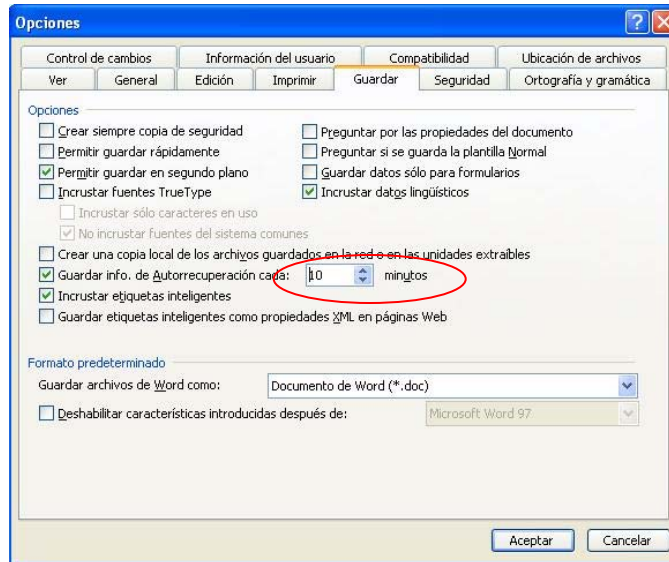 Opciones
Control de cambios Información del usuario Compatibilidad Ubicación de archivos
Ver General Edición Imprimir Guardar Seguridad Ortografía y gramática
Opciones
Crear siempre copia de seguridad Preguntar por las propiedades del documento
Permitir guardar rápidamente Preguntar si se guarda la plantilla Normal
Permitir guardar en segundo plano Guardar datos sólo para formularios
Incrustar fuentes TrueType Incrustar datos lingüísticos
Incrustar sólo caracteres en uso
No incrustar fuentes del sistema comunes
Crear una copia local de los archivos guardados en la red o en las unidades extraíbles
Guardar info. de Autorrecuperación cada: 10 minutos
Incrustar etiquetas inteligentes
Guardar etiquetas inteligentes como propiedades XML en páginas Web
Formato predeterminado
Guardar archivos de Word como: Documento de Word (*.doc)
Deshabilitar características introducidas después de: Microsoft Word 97
Aceptar Cancelar